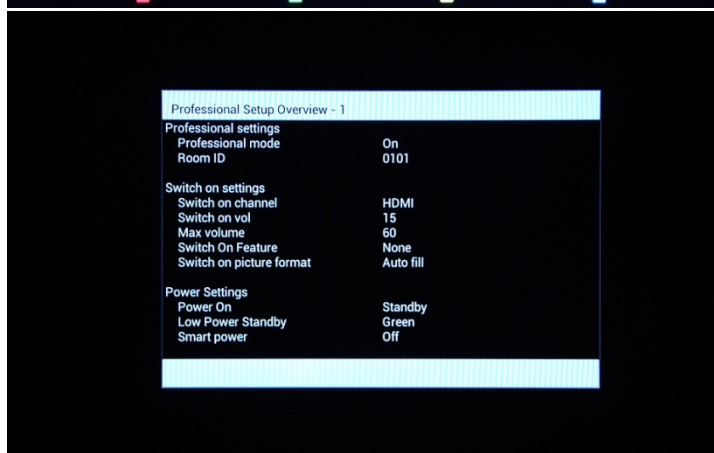 Professional Setup Overview - 1
Professional settings
Professional mode On
Room ID 0101
Switch on settings
Switch on channel HDMI
Switch on vol 15
Max volume 60
Switch On Feature None
Switch on picture format Auto fill
Power Settings
Power On Standby
Low Power Standby Green
Smart power Off